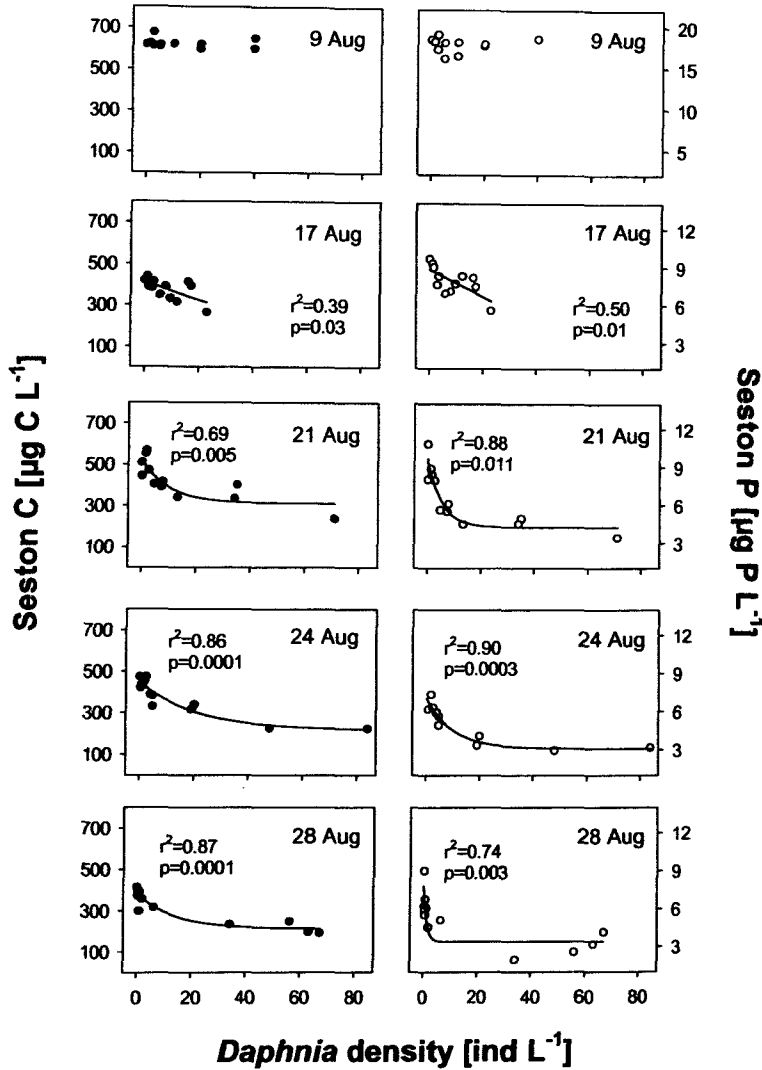 700
500
300
100
9 Aug
9 Aug
20
15
10
5
700
500
300
100
17 Aug
r²=0.39
p=0.03
17 Aug
r²=0.50
p=0.01
12
9
6
3
700
500
300
100
r²=0.69
p=0.005
21 Aug
r²=0.88
p=0.011
21 Aug
12
9
6
3
700
500
300
100
r²=0.86
p=0.0001
24 Aug
r²=0.90
p=0.0003
24 Aug
12
9
6
3
700
500
300
100
r²=0.87
p=0.0001
28 Aug
r²=0.74
p=0.003
28 Aug
12
9
6
3
0 20 40 60 80
0 20 40 60 80
Seston C [µg C L⁻¹]
Seston P [µg P L⁻¹]
Daphnia density [ind L⁻¹]